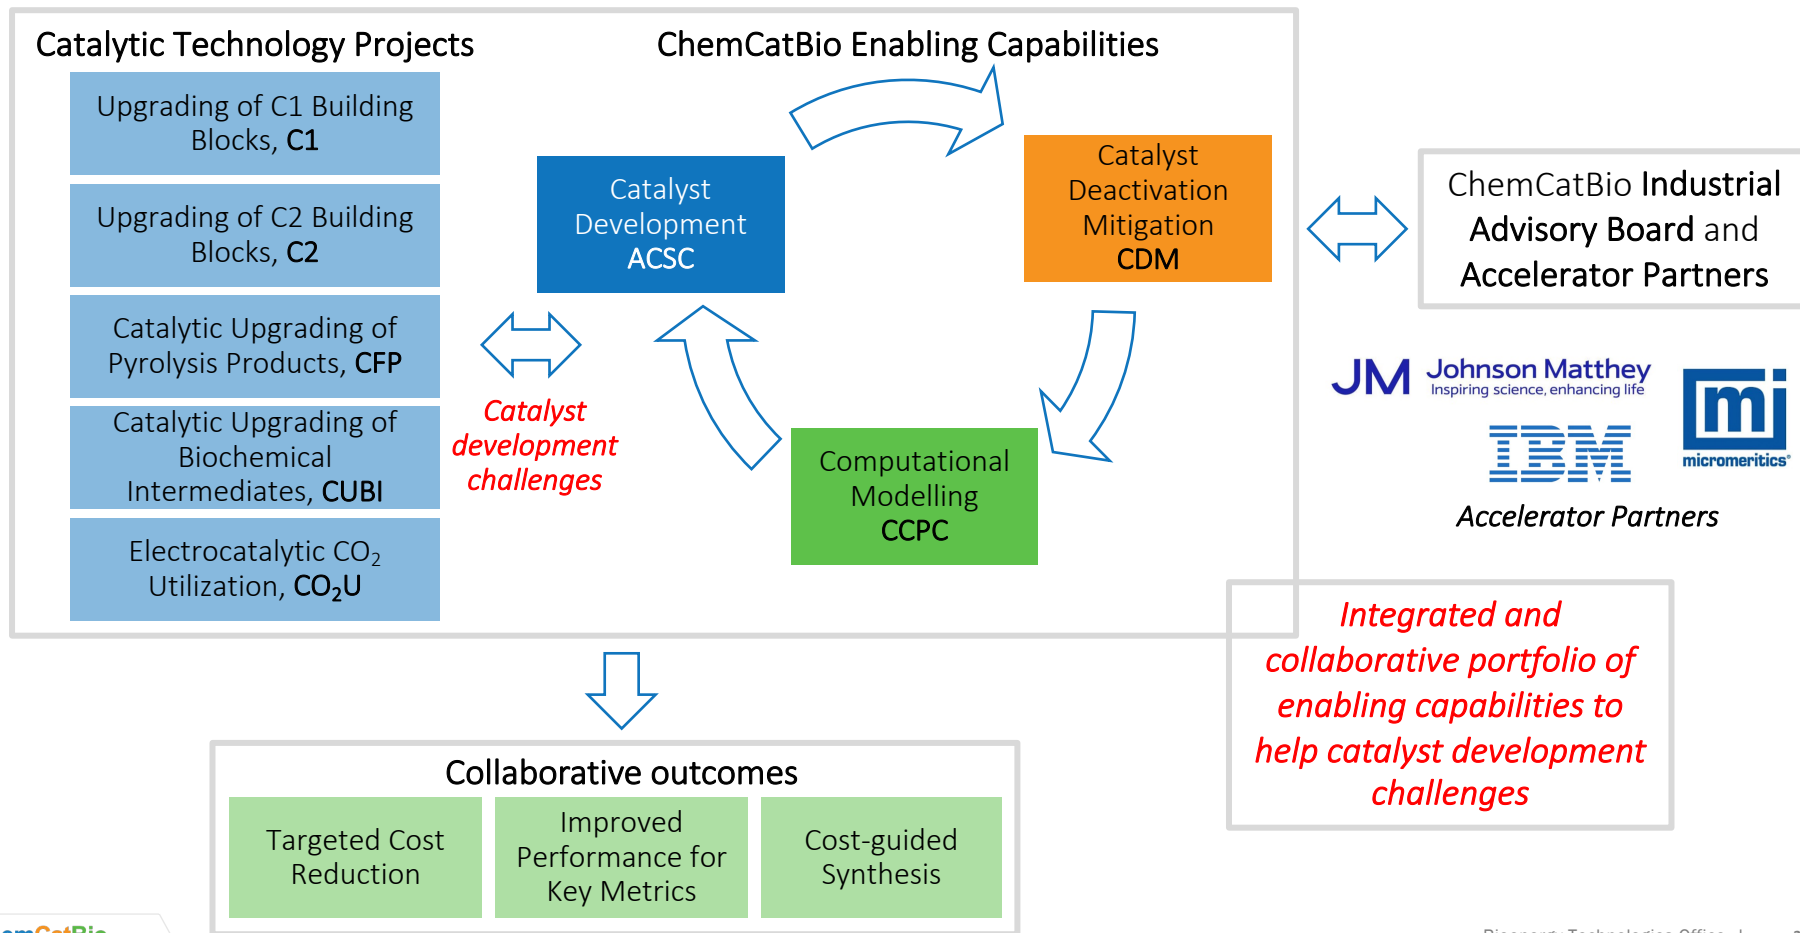 Catalytic Technology Projects
Upgrading of C1 Building
Blocks, C1
Upgrading of C2 Building
Blocks, C2
Catalytic Upgrading of
Pyrolysis Products, CFP
Catalytic Upgrading of
Biochemical
Intermediates, CUBI
Electrocatalytic CO₂
Utilization, CO₂U
ChemCatBio Enabling Capabilities
Catalyst
Development
ACSC
Catalyst
Deactivation
Mitigation
CDM
Computational
Modelling
CCPC
Catalyst
development
challenges
ChemCatBio Industrial
Advisory Board and
Accelerator Partners
JM Johnson Matthey
Inspiring science, enhancing life
mi
micromeritics®
IBM
Accelerator Partners
Integrated and
collaborative portfolio of
enabling capabilities to
help catalyst development
challenges
Collaborative outcomes
Targeted Cost
Reduction
Improved
Performance for
Key Metrics
Cost-guided
Synthesis